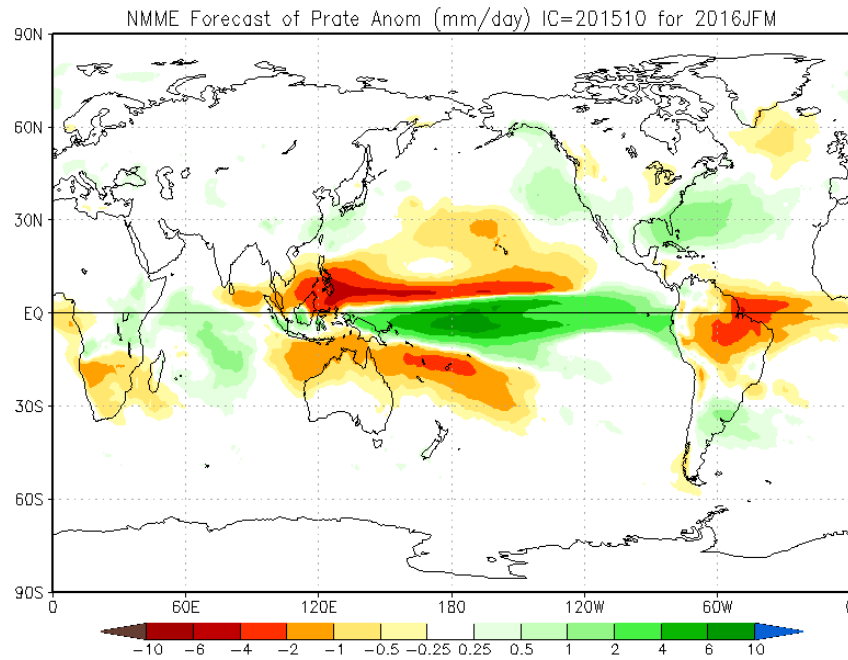 NMME Forecast of Prate Anom (mm/day) IC=201510 for 2016JFM
90N
60N
30N
EQ
30S
60S
90S
0 60E 120E 180 120W 60W 0
-10 -6 -4 -2 -1 -0.5 -0.25 0.25 0.5 1 2 4 6 10